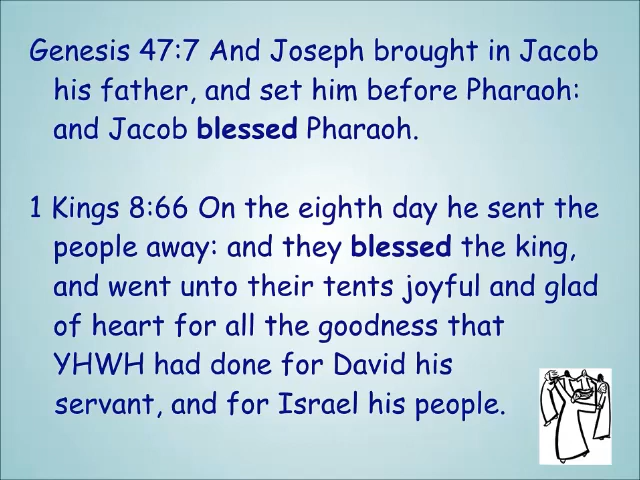 Genesis 47:7 And Joseph brought in Jacob
his father, and set him before Pharaoh:
and Jacob blessed Pharaoh.
1 Kings 8:66 On the eighth day he sent the
people away: and they blessed the king,
and went unto their tents joyful and glad
of heart for all the goodness that
YHWH had done for David his
servant, and for Israel his people.